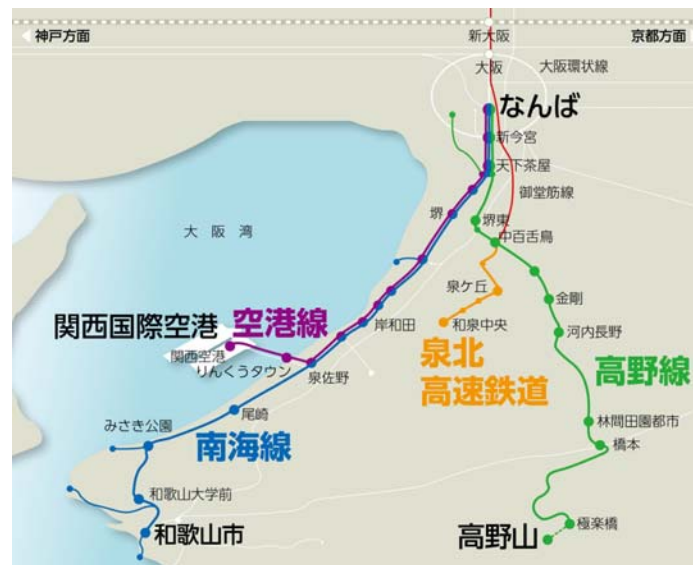 神戸方面
新大阪
京都方面
大阪
大阪環状線
なんば
新今宮
天下茶屋
御堂筋線
堺
堺東
大阪湾
中百舌鳥
泉ケ丘
金剛
関西国際空港
空港線
岸和田
和泉中央
河内長野
関西空港
りんくうタウン
泉佐野
泉北
高速鉄道
高野線
尾崎
みさき公園
南海線
林間田園都市
橋本
和歌山大学前
和歌山市
高野山
極楽橋